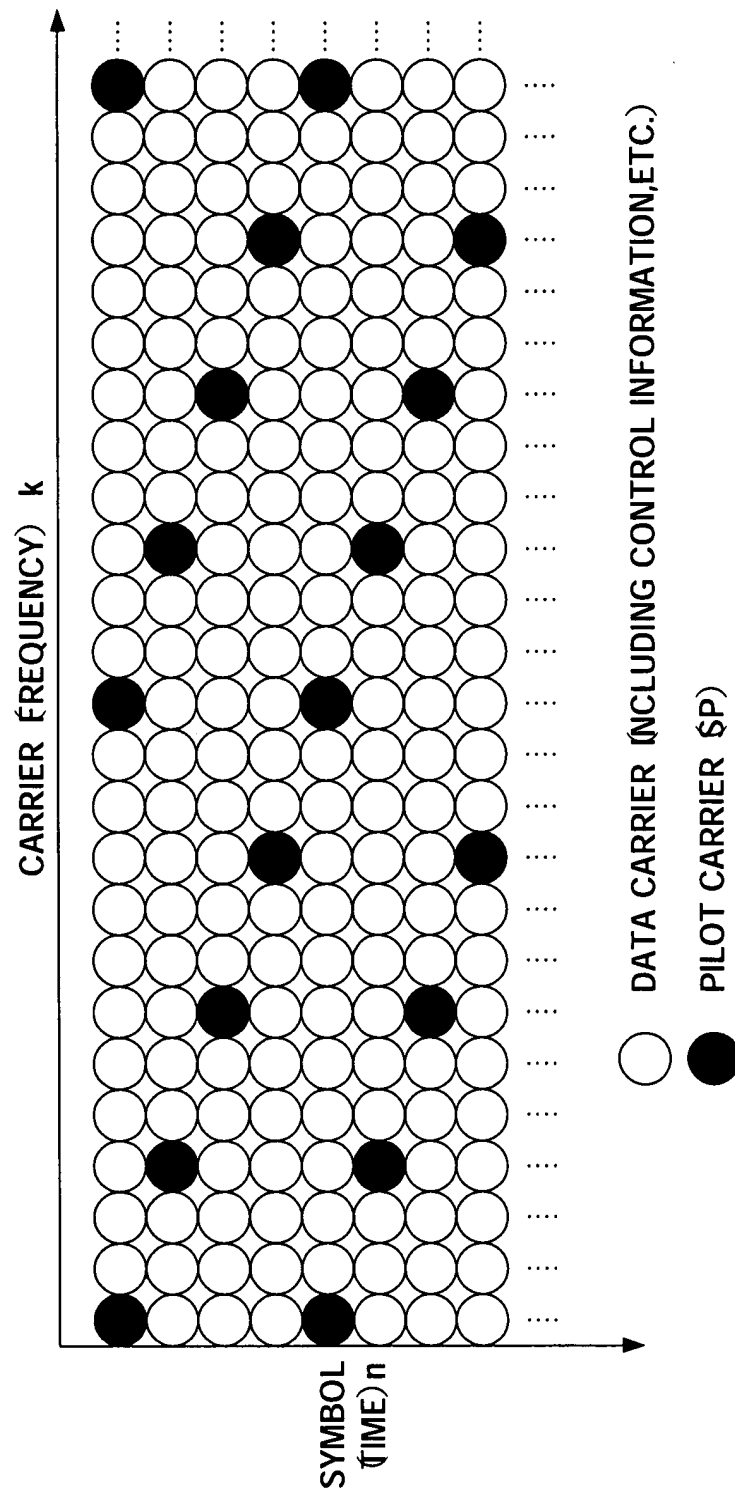 CARRIER (FREQUENCY) k
SYMBOL
(TIME) n
DATA CARRIER (INCLUDING CONTROL INFORMATION,ETC.)
PILOT CARRIER (SP)